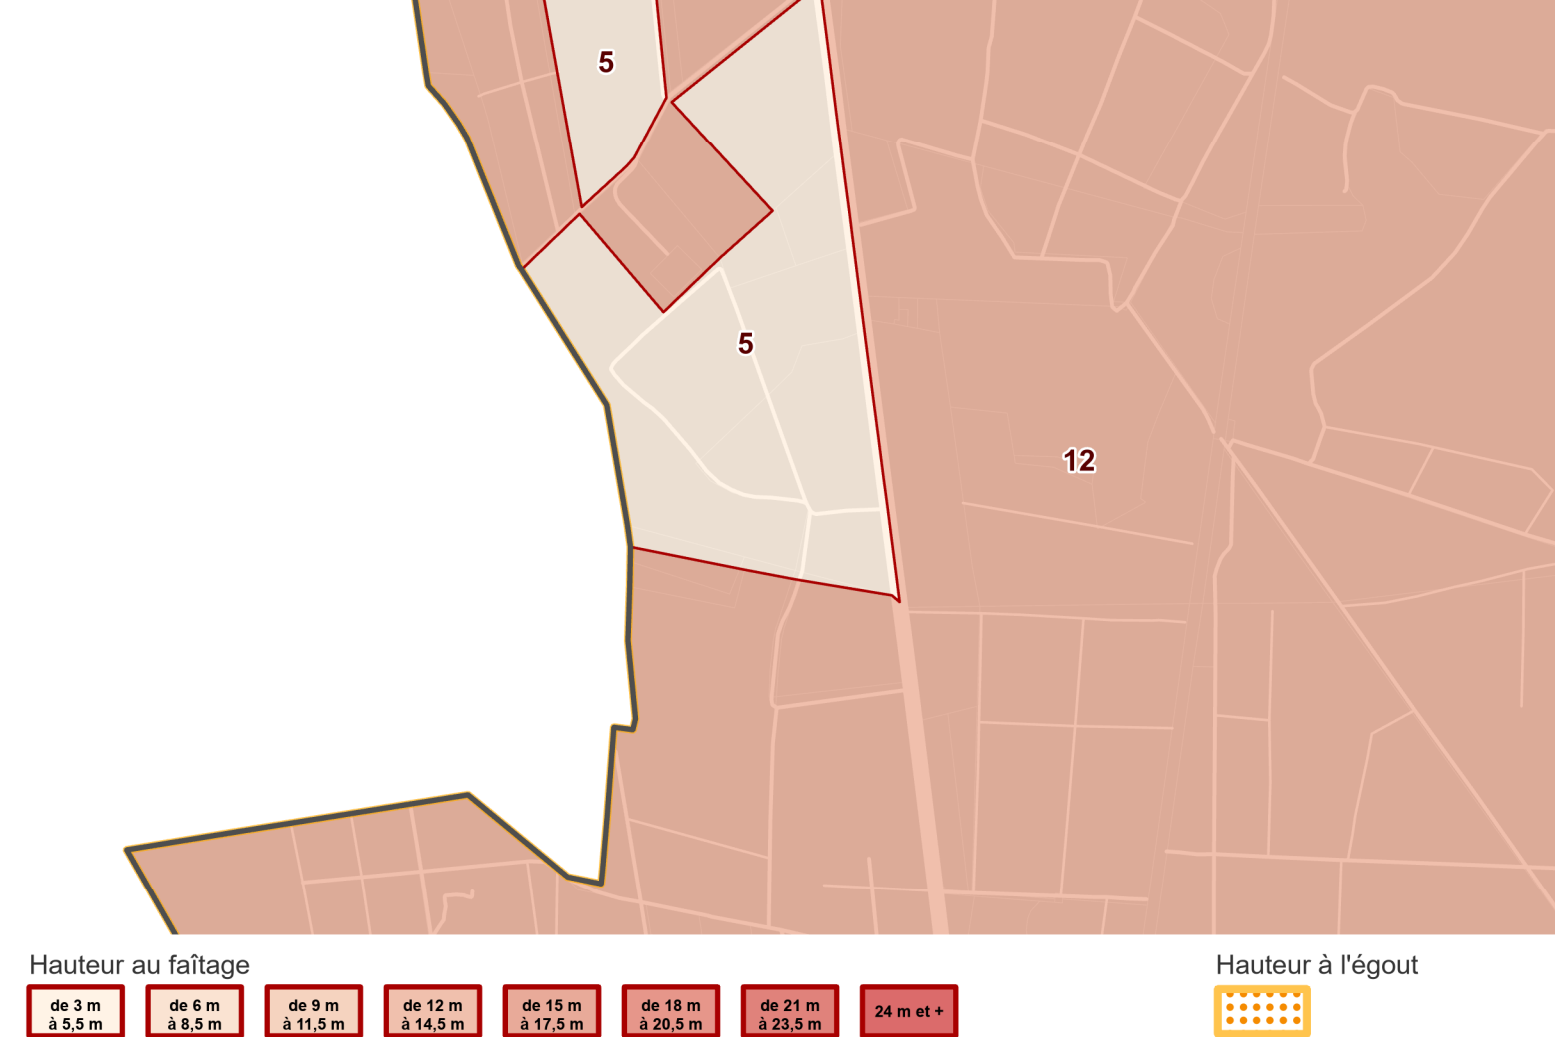 5
5
12
Hauteur au faîtage
Hauteur à l'égout
de 3 m
à 5,5 m
de 6 m
à 8,5 m
de 9 m
à 11,5 m
de 12 m
à 14,5 m
de 15 m
à 17,5 m
de 18 m
à 20,5 m
de 21 m
à 23,5 m
24 m et +